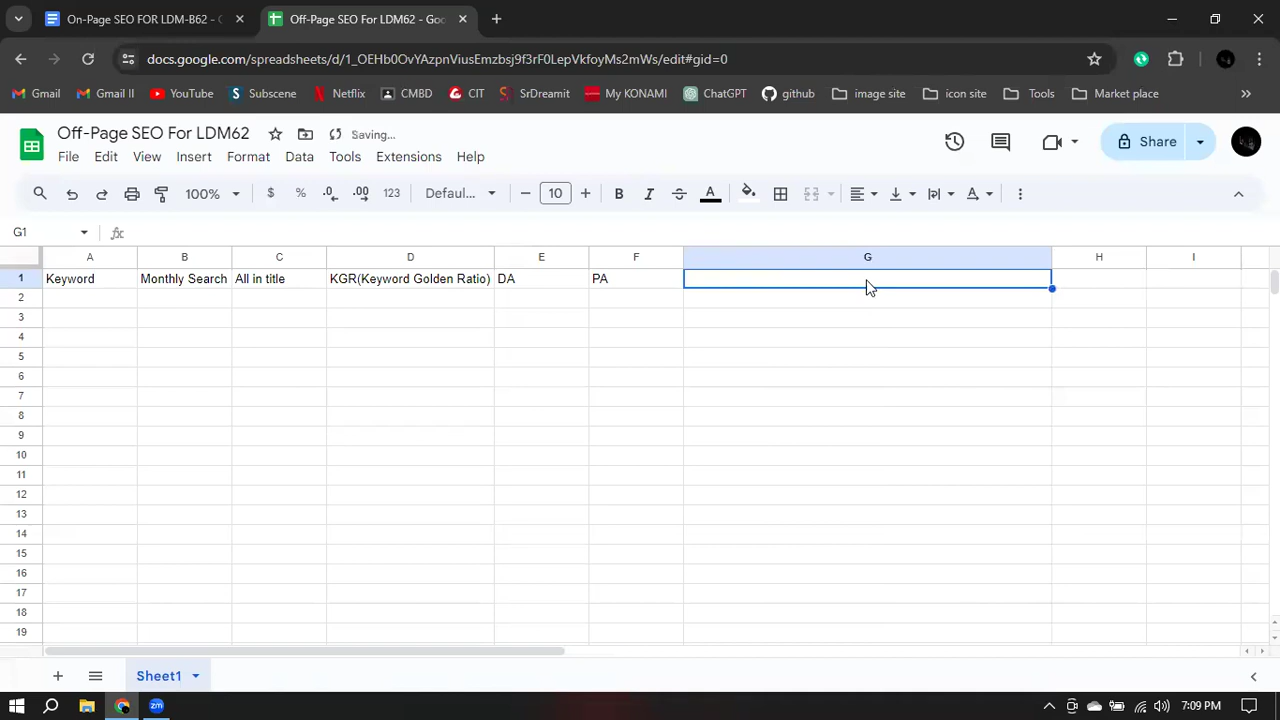 On-Page SEO FOR LDM-B62 - G
Off-Page SEO For LDM62 - Goo
docs.google.com/spreadsheets/d/1_OEHb0OvYAzpnViusEmzbsj9f3rF0LepVkfoyMs2mWs/edit#gid=0
Gmail
Gmail II
YouTube
Subscene
Netflix
CMBD
CIT
SrDreamit
My KONAMI
ChatGPT
github
image site
icon site
Tools
Market place
Off-Page SEO For LDM62
Saving...
Share
File Edit View Insert Format Data Tools Extensions Help
100% $ % .0 .00 123 Defaul... 10 B I S A
G1 fx
A B C D E F G H I
1 Keyword Monthly Search All in title KGR(Keyword Golden Ratio) DA PA
2
3
4
5
6
7
8
9
10
11
12
13
14
15
16
17
18
19
Sheet1
zm
7:09 PM